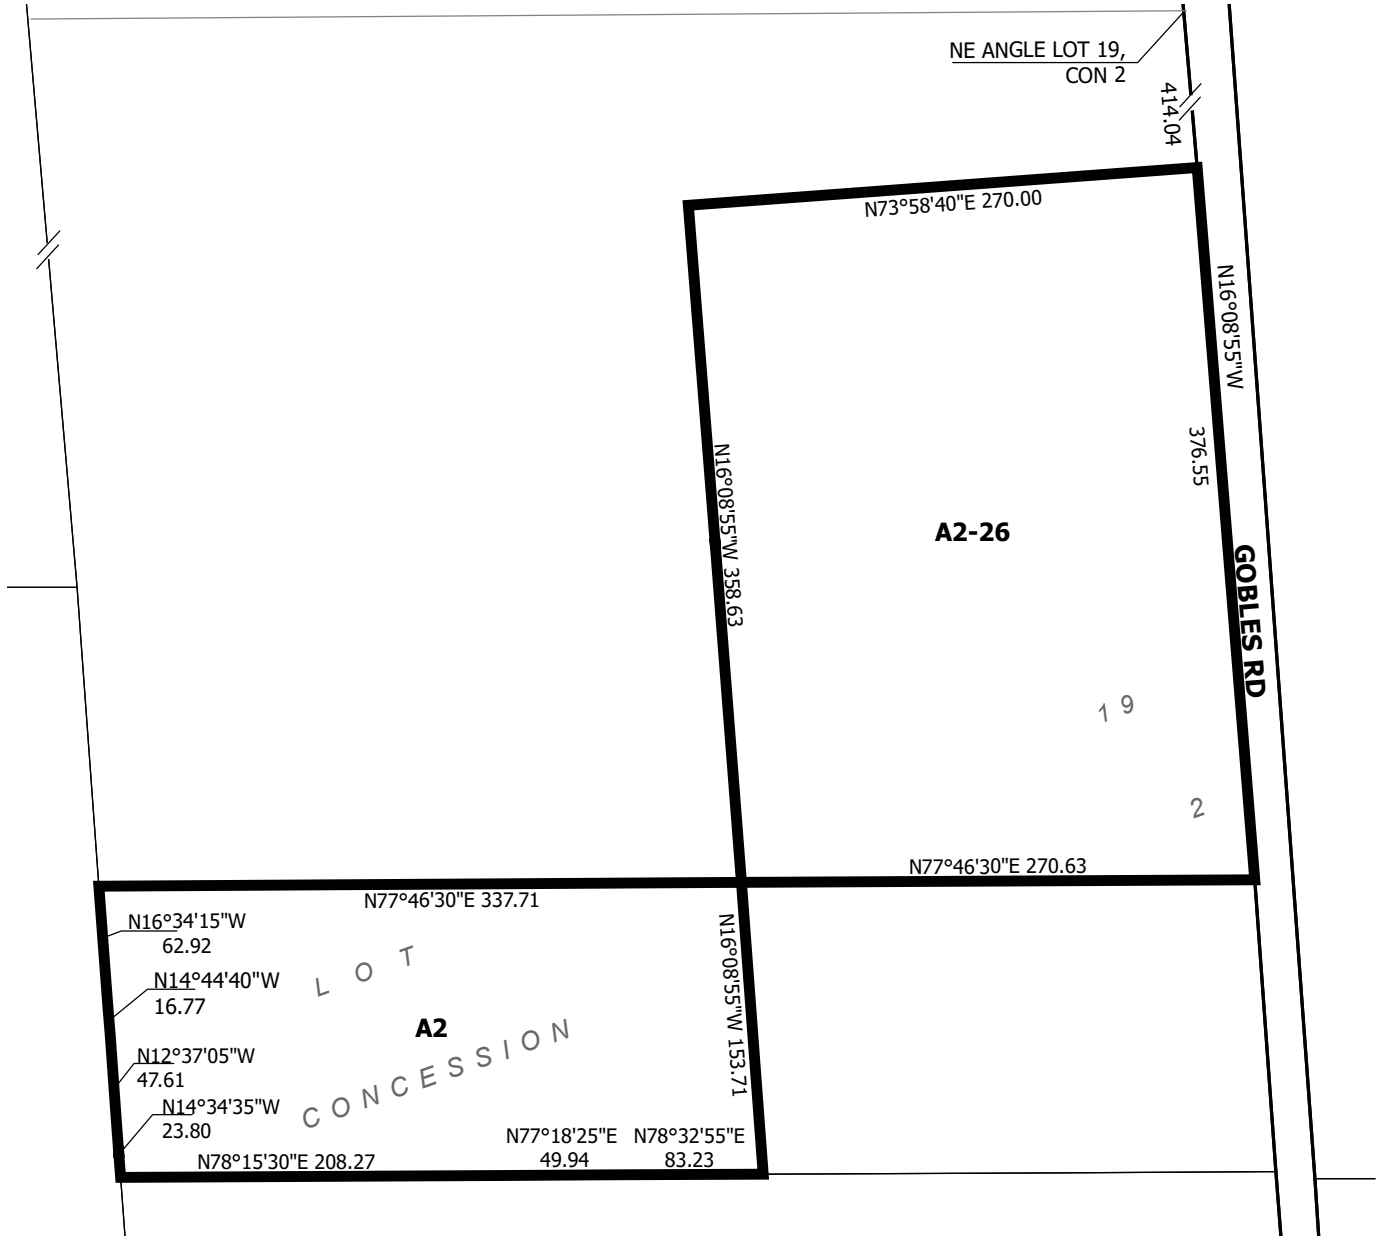 NE ANGLE LOT 19,
CON 2
414.04
N73°58'40"E 270.00
N16°08'55"W
376.55
N16°08'55"W 358.63
A2-26
GOBLES RD
19
2
N77°46'30"E 270.63
N77°46'30"E 337.71
N16°34'15"W
62.92
LOT
N14°44'40"W
16.77
A2
CONCESSION
N16°08'55"W 153.71
N12°37'05"W
47.61
N14°34'35"W
23.80
N78°15'30"E 208.27
N77°18'25"E
49.94
N78°32'55"E
83.23